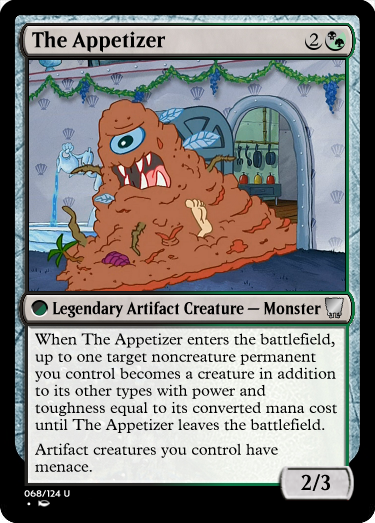 The Appetizer
2
Legendary Artifact Creature — Monster
When The Appetizer enters the battlefield,
up to one target noncreature permanent
you control becomes a creature in addition
to its other types with power and
toughness equal to its converted mana cost
until The Appetizer leaves the battlefield.
Artifact creatures you control have
menace.
2/3
068/124 U